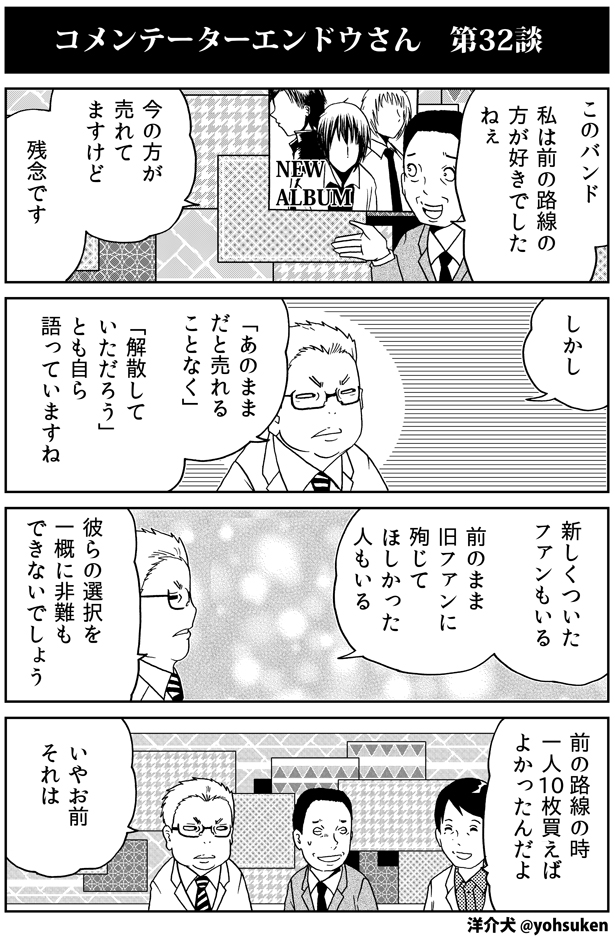 コメンテーターエンドウさん　第32談
このバンド
私は前の路線の
方が好きでした
ねぇ
NEW
ALBUM
今の方が
売れて
ますけど
残念です
しかし
「あのまま
だと売れる
ことなく」
「解散して
いただろう」
とも自ら
語っていますね
新しくついた
ファンもいる
前のまま
旧ファンに
殉じて
ほしかった
人もいる
彼らの選択を
一概に非難も
できないでしょう
前の路線の時
一人10枚買えば
よかったんだよ
いやお前
それは
洋介犬 @yohsuken